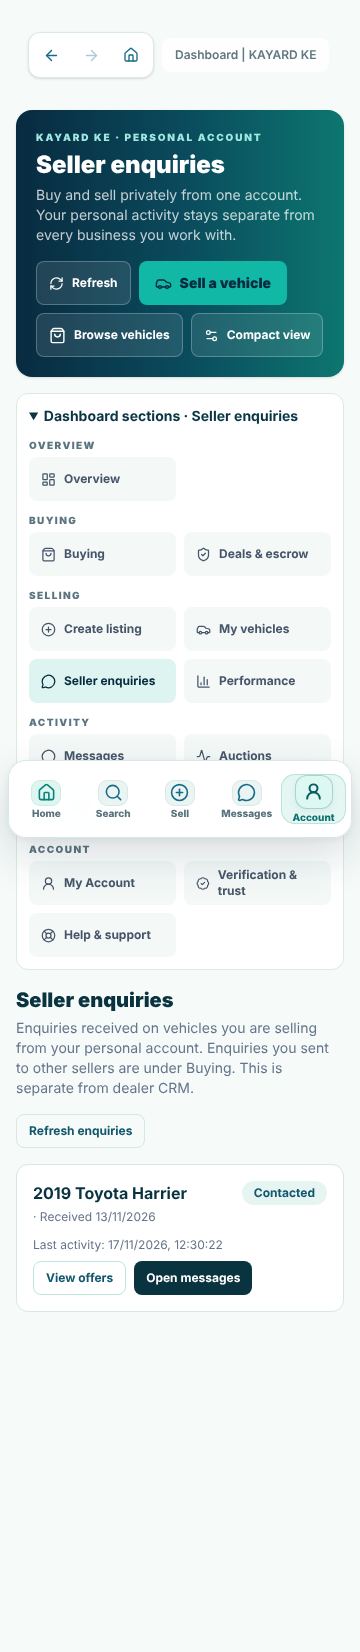 Dashboard | KAYARD KE
KAYARD KE · PERSONAL ACCOUNT
Seller enquiries
Buy and sell privately from one account.
Your personal activity stays separate from
every business you work with.
Refresh
Sell a vehicle
Browse vehicles
Compact view
Dashboard sections · Seller enquiries
OVERVIEW
Overview
BUYING
Buying
Deals & escrow
SELLING
Create listing
My vehicles
Seller enquiries
Performance
ACTIVITY
Messages
Auctions
Home
Search
Sell
Messages
Account
ACCOUNT
My Account
Verification &
trust
Help & support
Seller enquiries
Enquiries received on vehicles you are selling
from your personal account. Enquiries you sent
to other sellers are under Buying. This is
separate from dealer CRM.
Refresh enquiries
2019 Toyota Harrier
Contacted
· Received 13/11/2026
Last activity: 17/11/2026, 12:30:22
View offers
Open messages